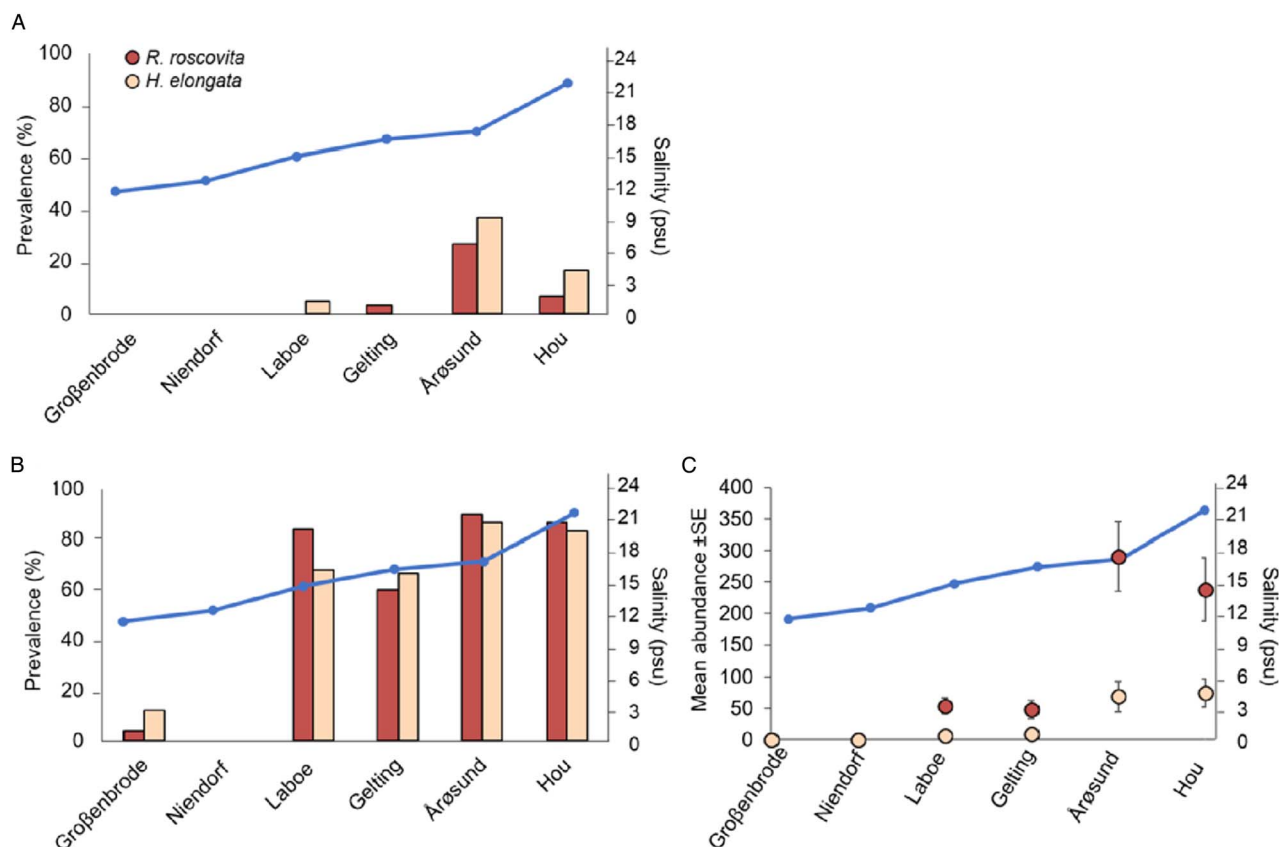 A
R. roscovita
H. elongata
Prevalence (%)
100
80
60
40
20
0
24
21
18
15
12
9
6
3
0
Salinity (psu)
Großenbrode
Niendorf
Laboe
Gelting
Årøsund
Hou
B
Prevalence (%)
100
80
60
40
20
0
24
21
18
15
12
9
6
3
0
Salinity (psu)
Großenbrode
Niendorf
Laboe
Gelting
Årøsund
Hou
C
Mean abundance ±SE
400
350
300
250
200
150
100
50
0
24
21
18
15
12
9
6
3
0
Salinity (psu)
Großenbrode
Niendorf
Laboe
Gelting
Årøsund
Hou